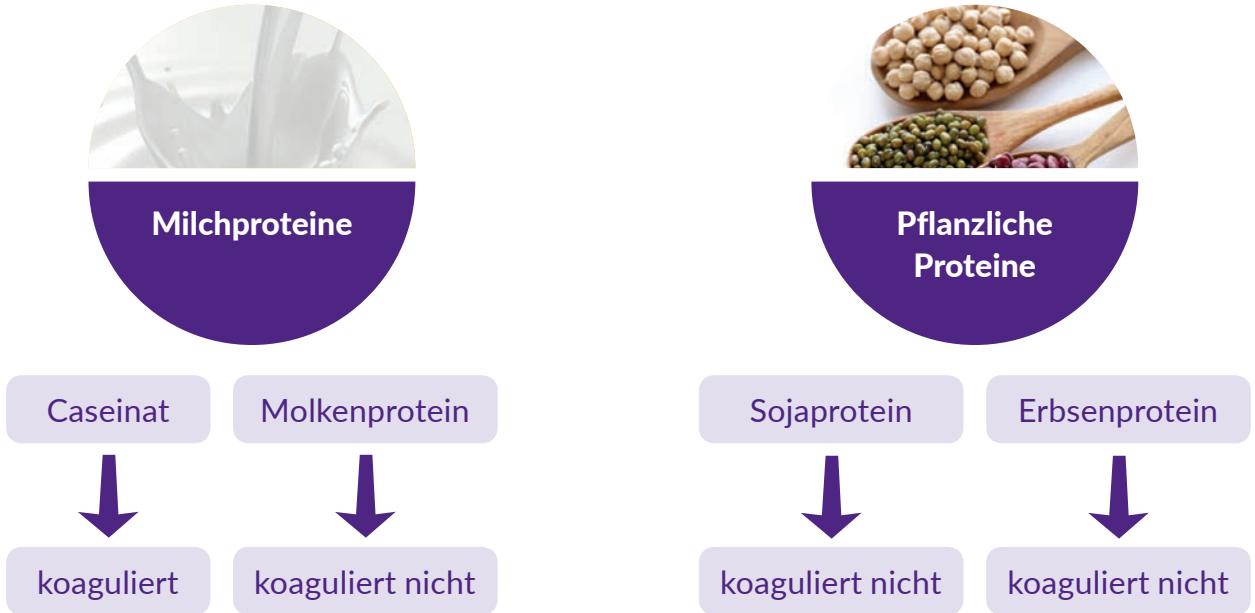 Milchproteine
Pflanzliche
Proteine
Caseinat
Molkenprotein
Sojaprotein
Erbsenprotein
koaguliert
koaguliert nicht
koaguliert nicht
koaguliert nicht